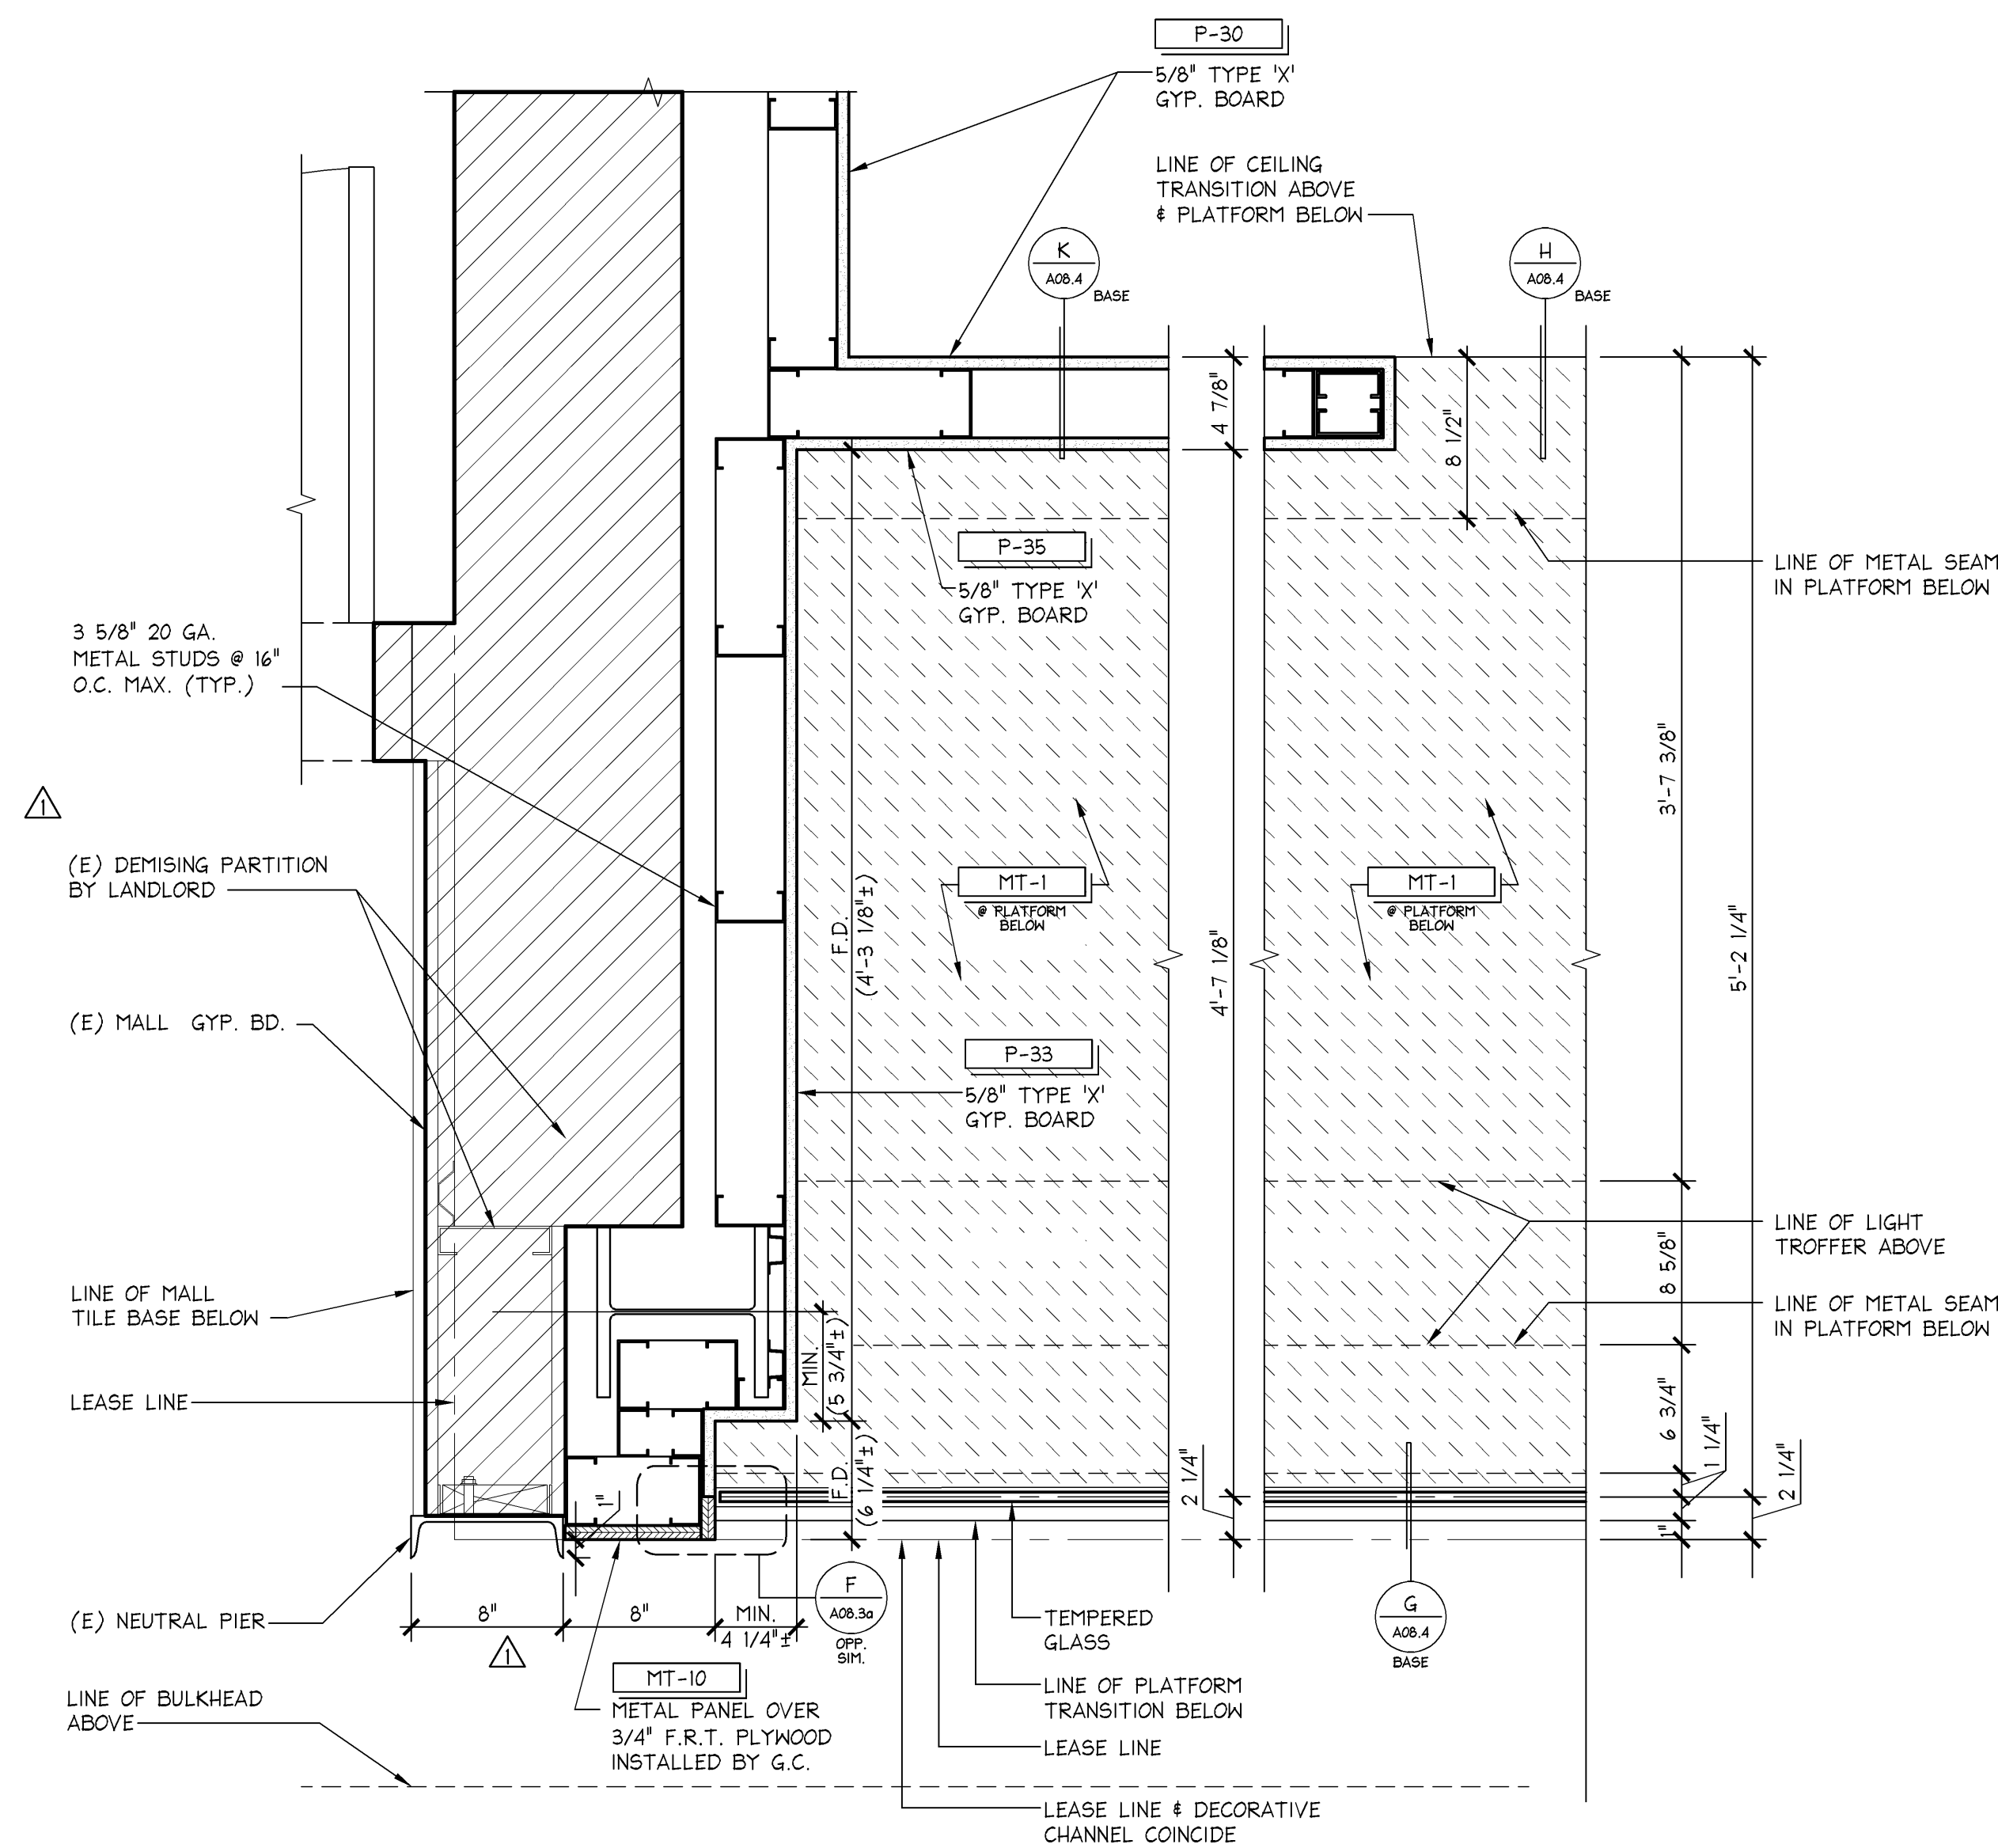 P-30
5/8" TYPE 'X'
GYP. BOARD
LINE OF CEILING
TRANSITION ABOVE
& PLATFORM BELOW
K
A08.4
BASE
H
A08.4
BASE
4 7/8"
8 1/2"
P-35
5/8" TYPE 'X'
GYP. BOARD
LINE OF METAL SEAM
IN PLATFORM BELOW
3 5/8" 20 GA.
METAL STUDS @ 16"
O.C. MAX. (TYP.)
3'-7 3/8"
1
(E) DEMISING PARTITION
BY LANDLORD
MT-1
@ PLATFORM
BELOW
MT-1
@ PLATFORM
BELOW
F.D.
(4'-3 1/8"±)
4'-7 1/8"
5'-2 1/4"
(E) MALL GYP. BD.
P-33
5/8" TYPE 'X'
GYP. BOARD
LINE OF LIGHT
TROFFER ABOVE
8 5/8"
LINE OF MALL
TILE BASE BELOW
LINE OF METAL SEAM
IN PLATFORM BELOW
MIN.
(5 3/4"±)
LEASE LINE
6 3/4"
1 1/4"
2 1/4"
2 1/4"
F.D.
(6 1/4"±)
1"
1"
F
A08.3a
OPP.
SIM.
G
A08.4
BASE
(E) NEUTRAL PIER
8"
8"
MIN.
4 1/4"±
1
TEMPERED
GLASS
MT-10
METAL PANEL OVER
3/4" F.R.T. PLYWOOD
INSTALLED BY G.C.
LINE OF PLATFORM
TRANSITION BELOW
LINE OF BULKHEAD
ABOVE
LEASE LINE
LEASE LINE & DECORATIVE
CHANNEL COINCIDE